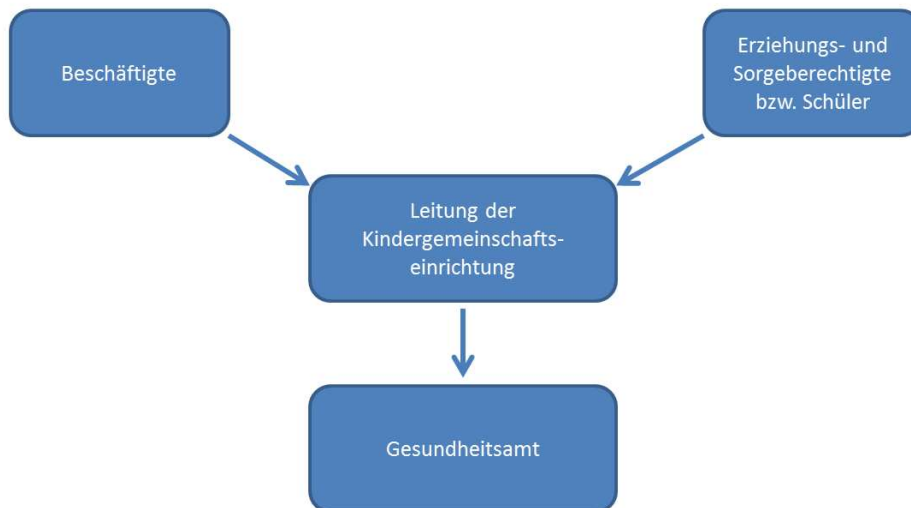 Beschäftigte
Erziehungs- und
Sorgeberechtigte
bzw. Schüler
Leitung der
Kindergemeinschafts-
einrichtung
Gesundheitsamt